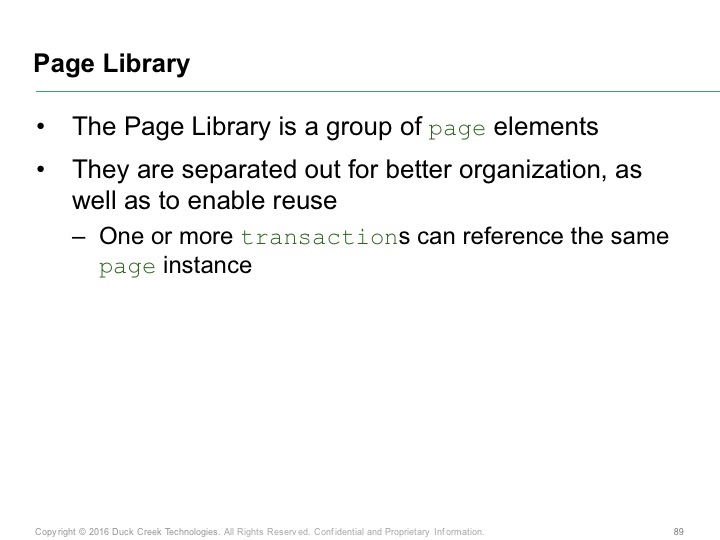 Page Library
• The Page Library is a group of page elements
• They are separated out for better organization, as
well as to enable reuse
– One or more transactions can reference the same
page instance
Copyright © 2016 Duck Creek Technologies. All Rights Reserved. Confidential and Proprietary Information.
89